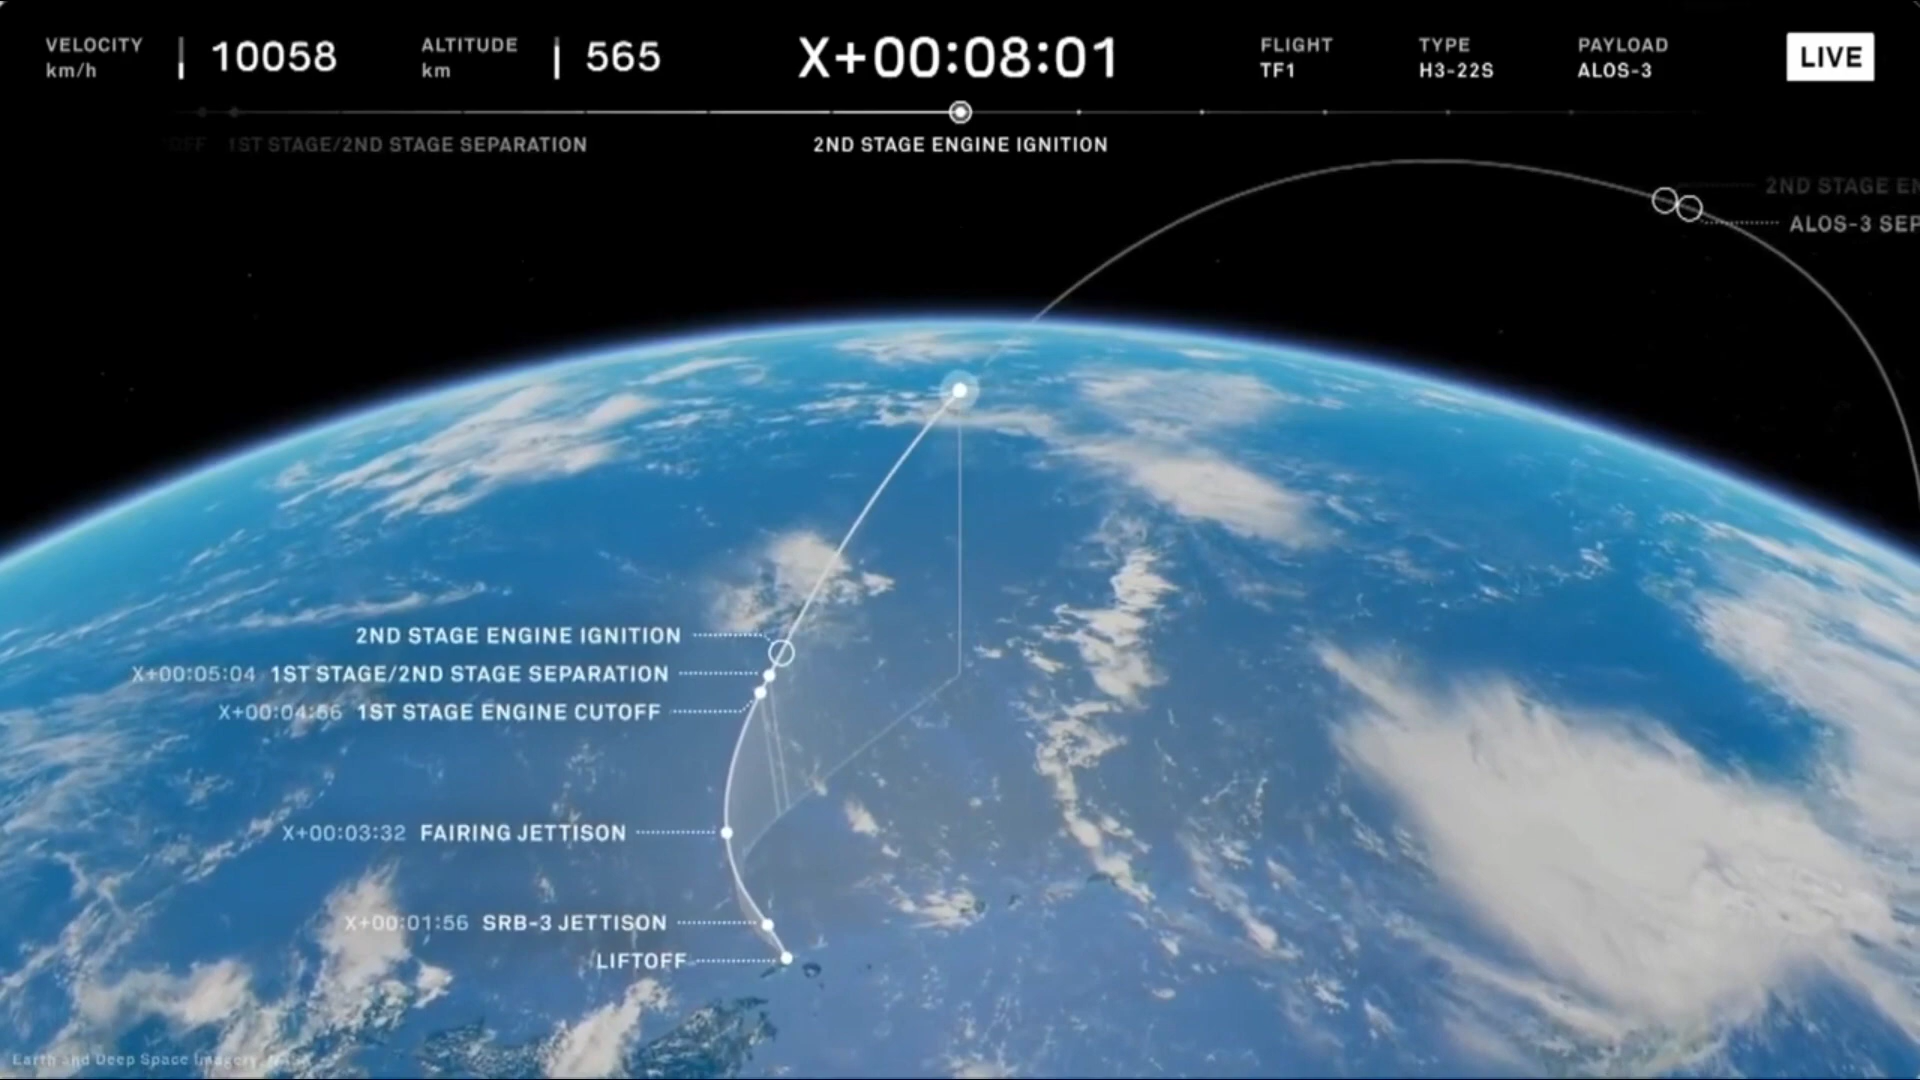 VELOCITY
km/h
10058
ALTITUDE
km
565
X+00:08:01
FLIGHT
TF1
TYPE
H3-22S
PAYLOAD
ALOS-3
LIVE
1ST STAGE/2ND STAGE SEPARATION
2ND STAGE ENGINE IGNITION
2ND STAGE EN
ALOS-3 SEP
2ND STAGE ENGINE IGNITION
X+00:05:04 1ST STAGE/2ND STAGE SEPARATION
X+00:04:56 1ST STAGE ENGINE CUTOFF
X+00:03:32 FAIRING JETTISON
X+00:01:56 SRB-3 JETTISON
LIFTOFF
Earth and Deep Space Imagery